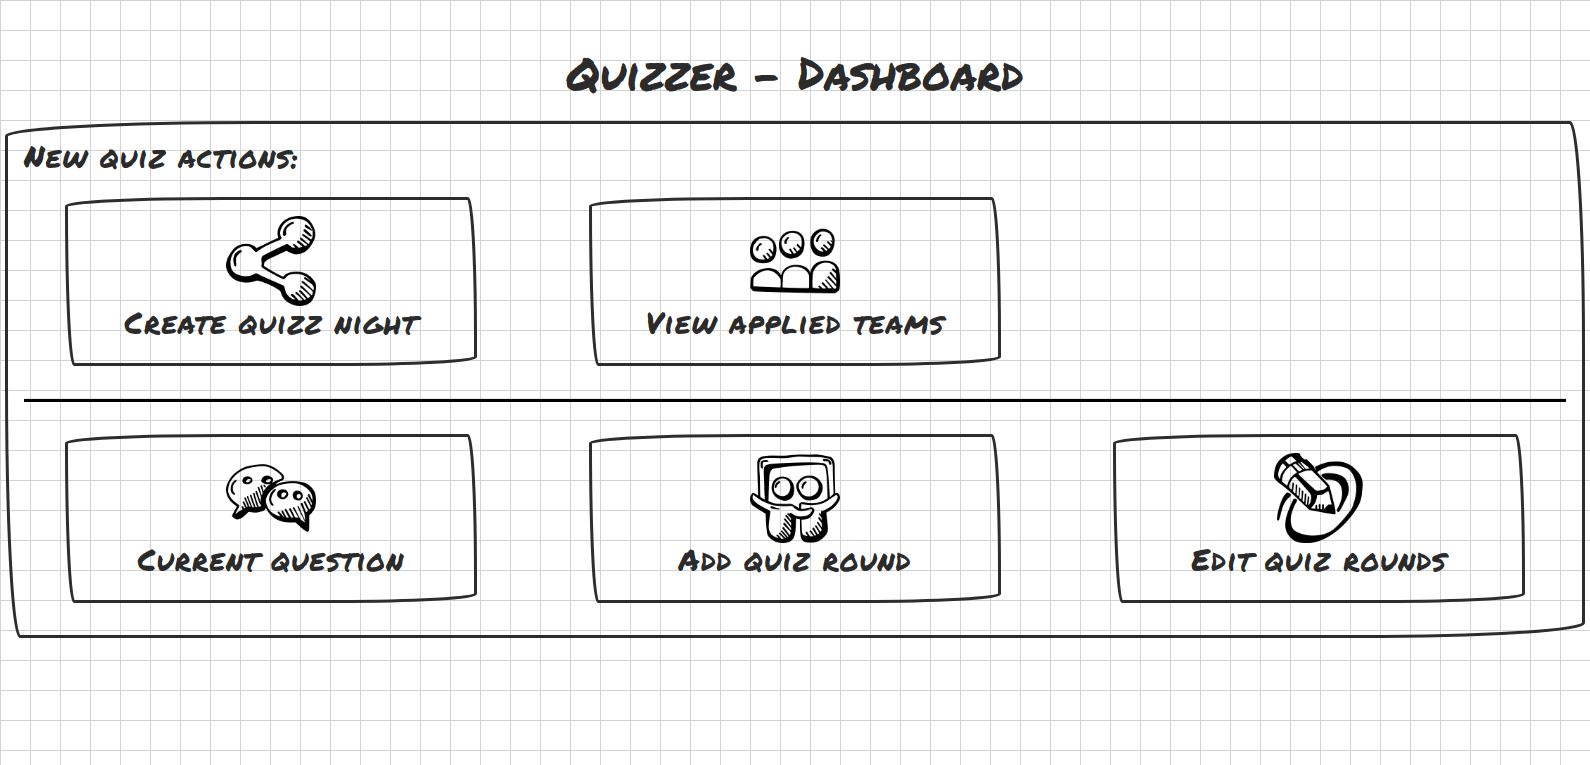 Quizzer - Dashboard
New quiz actions:
Create quizz night
View applied teams
Current question
Add quiz round
Edit quiz rounds